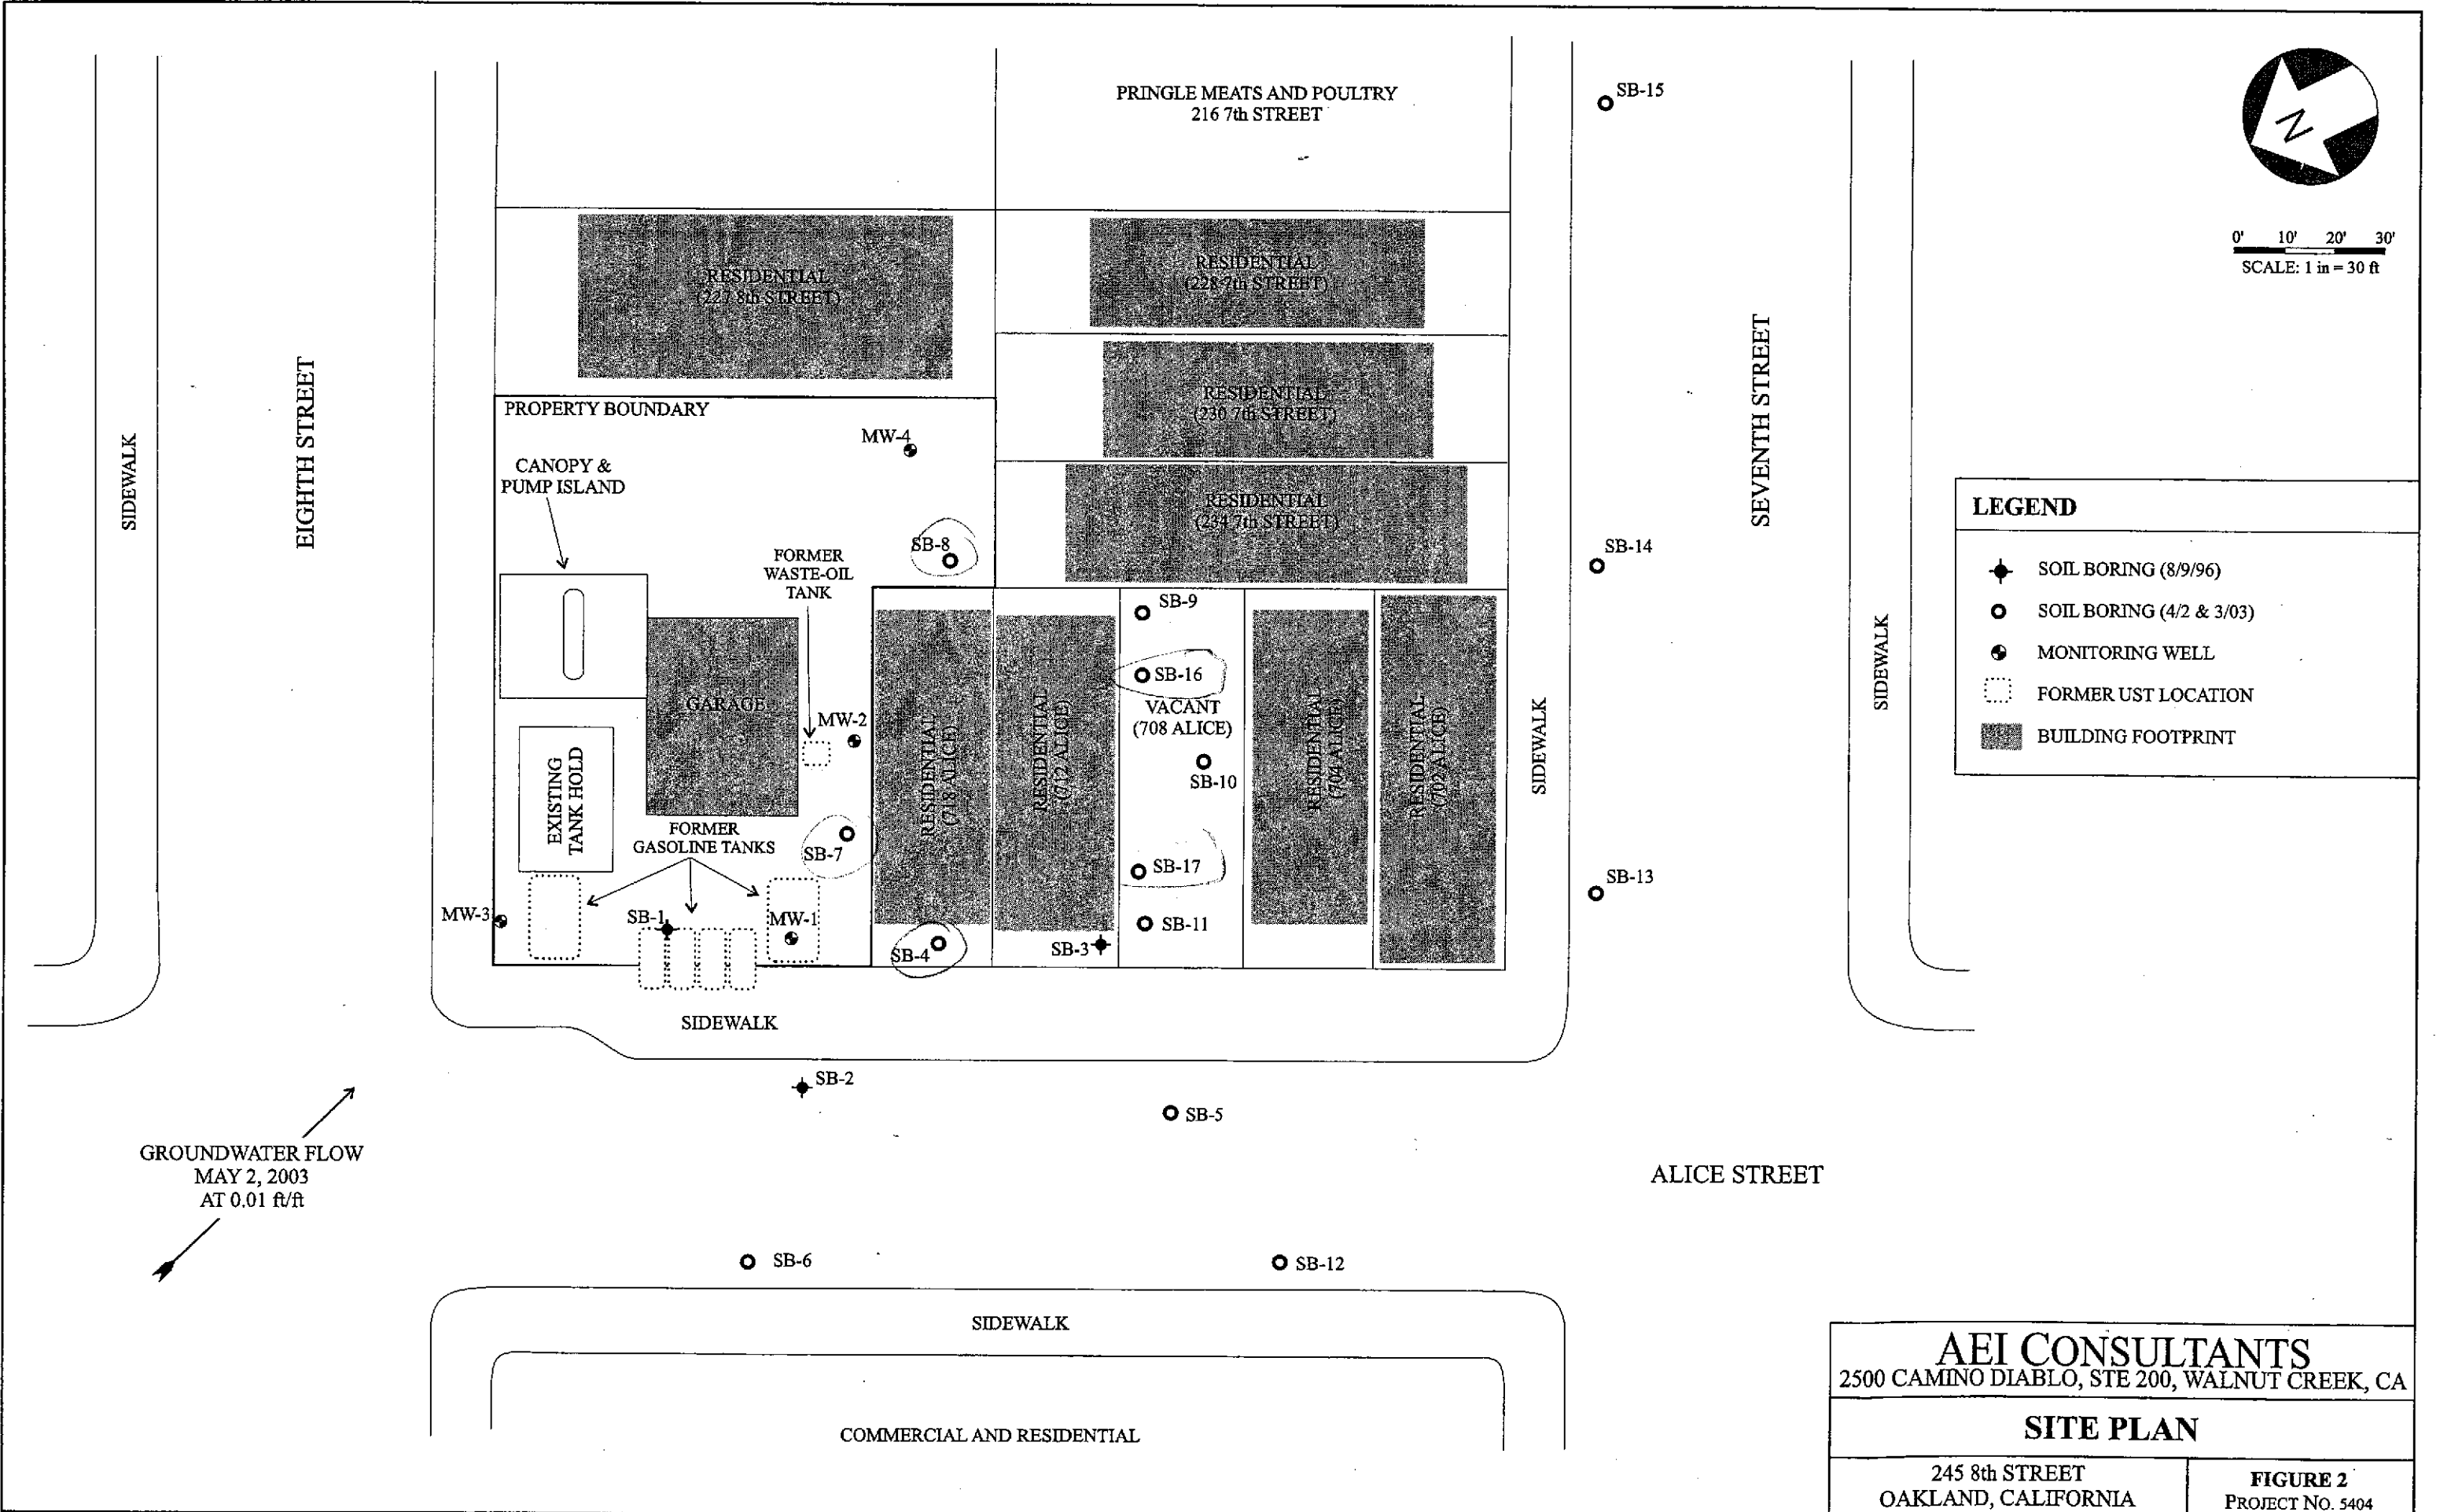 PRINGLE MEATS AND POULTRY
216 7th STREET
SB-15
N
0' 10' 20' 30'
SCALE: 1 in = 30 ft
RESIDENTIAL
(227 8th STREET)
RESIDENTIAL
(228 7th STREET)
SIDEWALK
EIGHTH STREET
PROPERTY BOUNDARY
MW-4
CANOPY &
PUMP ISLAND
RESIDENTIAL
(230 7th STREET)
RESIDENTIAL
(234 7th STREET)
SEVENTH STREET
SB-8
SB-14
FORMER
WASTE-OIL
TANK
LEGEND
SOIL BORING (8/9/96)
SOIL BORING (4/2 & 3/03)
MONITORING WELL
FORMER UST LOCATION
BUILDING FOOTPRINT
SB-9
SB-16
VACANT
(708 ALICE)
SB-10
SB-17
SB-11
GARAGE
MW-2
RESIDENTIAL
(718 ALICE)
RESIDENTIAL
(712 ALICE)
RESIDENTIAL
(704 ALICE)
RESIDENTIAL
(702 ALICE)
SIDEWALK
SIDEWALK
EXISTING
TANK HOLD
FORMER
GASOLINE TANKS
SB-7
SB-13
MW-3
SB-1
MW-1
SB-4
SB-3
SIDEWALK
SB-2
SB-5
GROUNDWATER FLOW
MAY 2, 2003
AT 0.01 ft/ft
ALICE STREET
SB-6
SB-12
SIDEWALK
COMMERCIAL AND RESIDENTIAL
AEI CONSULTANTS
2500 CAMINO DIABLO, STE 200, WALNUT CREEK, CA
SITE PLAN
245 8th STREET
OAKLAND, CALIFORNIA
FIGURE 2
PROJECT NO. 5404